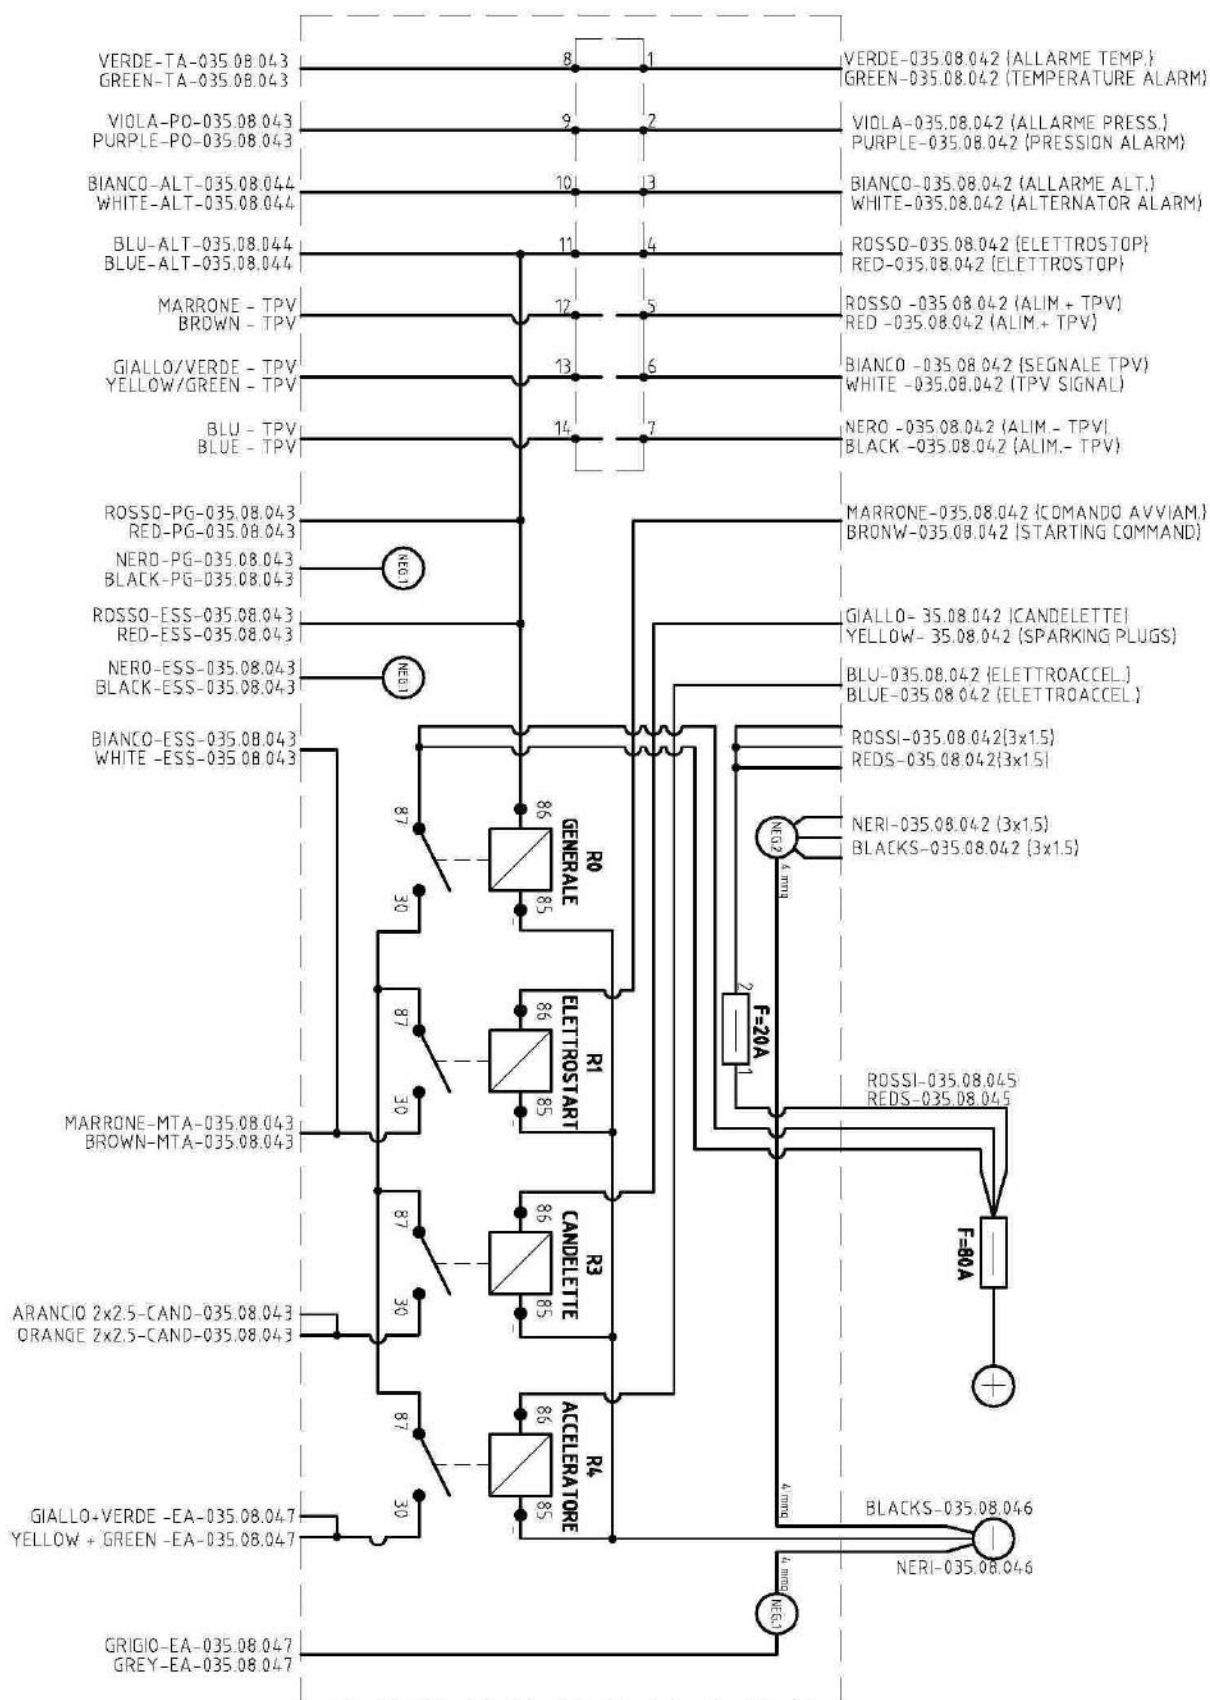 VERDE-TA-035.08.043
GREEN-TA-035.08.043
8
1
VERDE-035.08.042 (ALLARME TEMP.)
GREEN-035.08.042 (TEMPERATURE ALARM)
VIOLA-PO-035.08.043
PURPLE-PO-035.08.043
9
2
VIOLA-035.08.042 (ALLARME PRESS.)
PURPLE-035.08.042 (PRESSION ALARM)
BIANCO-ALT-035.08.044
WHITE-ALT-035.08.044
10
3
BIANCO-035.08.042 (ALLARME ALT.)
WHITE-035.08.042 (ALTERNATOR ALARM)
BLU-ALT-035.08.044
BLUE-ALT-035.08.044
11
4
ROSSO-035.08.042 (ELETTROSTOP)
RED-035.08.042 (ELETTROSTOP)
MARRONE - TPV
BROWN - TPV
12
5
ROSSO -035.08.042 (ALIM + TPV)
RED -035.08.042 (ALIM.+ TPV)
GIALLO/VERDE - TPV
YELLOW/GREEN - TPV
13
6
BIANCO -035.08.042 (SEGNALE TPV)
WHITE -035.08.042 (TPV SIGNAL)
BLU - TPV
BLUE - TPV
14
7
NERO -035.08.042 (ALIM.- TPV)
BLACK -035.08.042 (ALIM.- TPV)
ROSSO-PG-035.08.043
RED-PG-035.08.043
MARRONE-035.08.042 (COMANDO AVVIAM.)
BRONW-035.08.042 (STARTING COMMAND)
NERO-PG-035.08.043
BLACK-PG-035.08.043
NEG.1
ROSSO-ESS-035.08.043
RED-ESS-035.08.043
GIALLO- 35.08.042 (CANDELETTE)
YELLOW- 35.08.042 (SPARKING PLUGS)
NERO-ESS-035.08.043
BLACK-ESS-035.08.043
NEG.1
BLU-035.08.042 (ELETTROACCEL.)
BLUE-035.08.042 (ELETTROACCEL.)
BIANCO-ESS-035.08.043
WHITE -ESS-035.08.043
ROSSI-035.08.042(3x1.5)
REDS-035.08.042(3x1.5)
87
30
86
85
-
R0
GENERALE
NEG.2
4 mmq
NERI-035.08.042 (3x1.5)
BLACKS-035.08.042 (3x1.5)
87
30
86
85
-
R1
ELETTROSTART
2
F=20A
1
ROSSI-035.08.045
REDS-035.08.045
MARRONE-MTA-035.08.043
BROWN-MTA-035.08.043
87
30
86
85
-
R3
CANDELETTE
F=80A
+
ARANCIO 2x2.5-CAND-035.08.043
ORANGE 2x2.5-CAND-035.08.043
87
30
86
85
-
R4
ACCELERATORE
4 mmq
BLACKS-035.08.046
-
NERI-035.08.046
GIALLO+VERDE -EA-035.08.047
YELLOW + GREEN -EA-035.08.047
4 mmq
NEG.1
GRIGIO-EA-035.08.047
GREY-EA-035.08.047